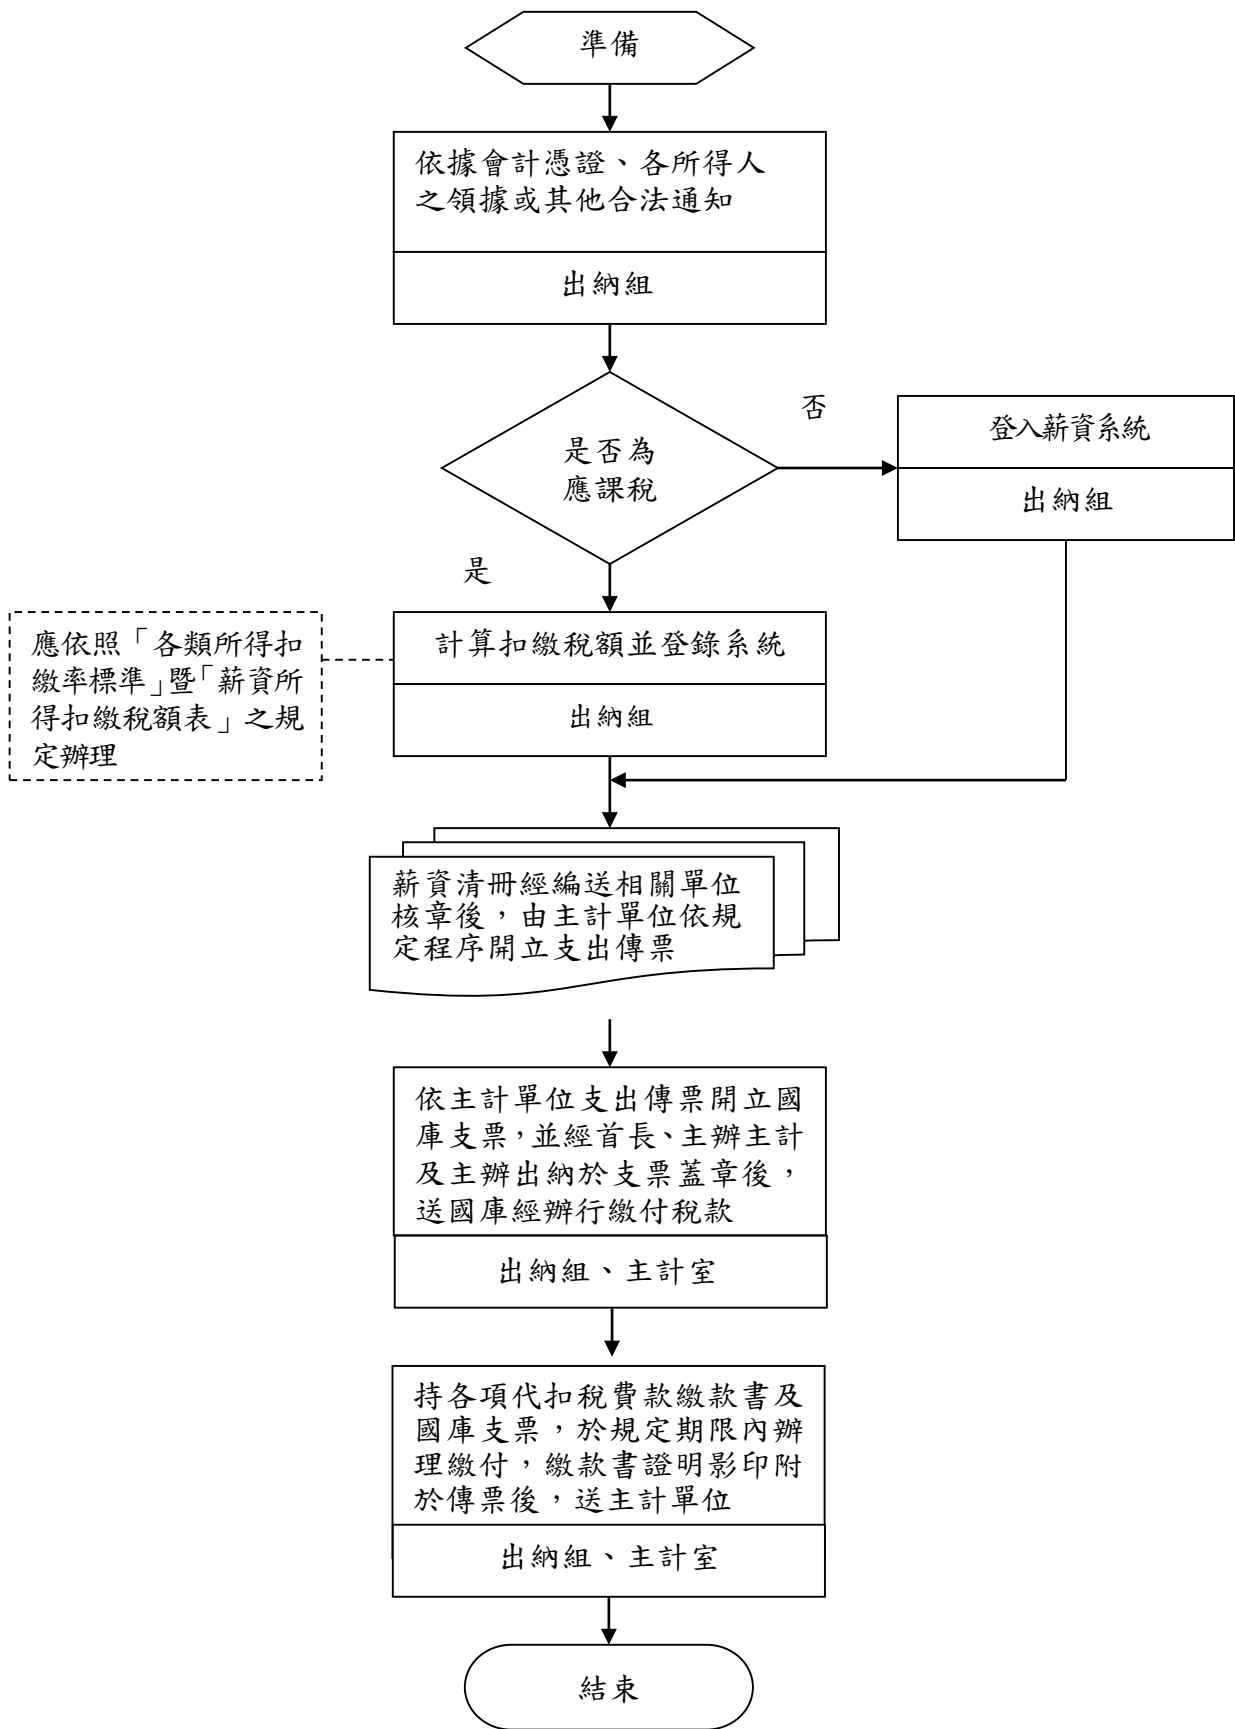 準備
依據會計憑證、各所得人
之領據或其他合法通知
出納組
是否為
應課稅
否
登入薪資系統
出納組
是
應依照「各類所得扣
繳率標準」暨「薪資所
得扣繳稅額表」之規
定辦理
計算扣繳稅額並登錄系統
出納組
薪資清冊經編送相關單位
核章後，由主計單位依規
定程序開立支出傳票
依主計單位支出傳票開立國
庫支票，並經首長、主辦主計
及主辦出納於支票蓋章後，
送國庫經辦行繳付稅款
出納組、主計室
持各項代扣稅費款繳款書及
國庫支票，於規定期限內辦
理繳付，繳款書證明影印附
於傳票後，送主計單位
出納組、主計室
結束